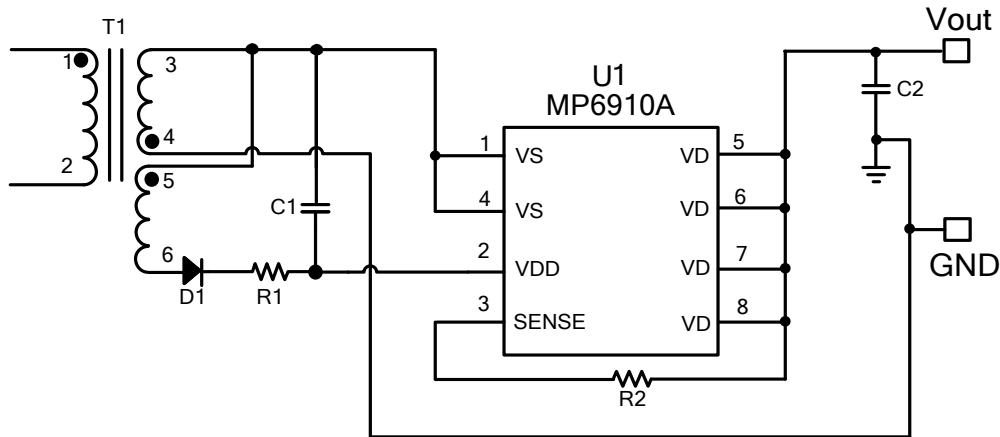 T1
Vout
1
3
U1
MP6910A
C2
4
2
1
VS
VD
5
5
4
VS
VD
6
C1
2
VDD
VD
7
6
D1
R1
GND
3
SENSE
VD
8
R2